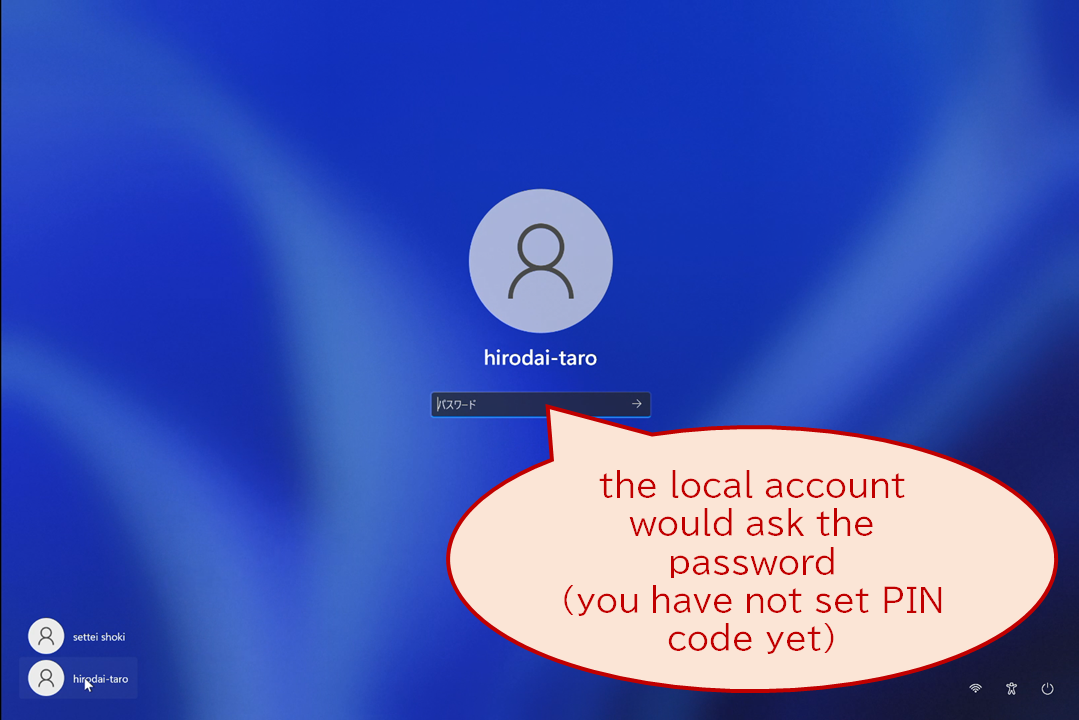 hirodai-taro
パスワード
the local account
would ask the
password
(you have not set PIN
code yet)
settei shoki
hirodai-taro